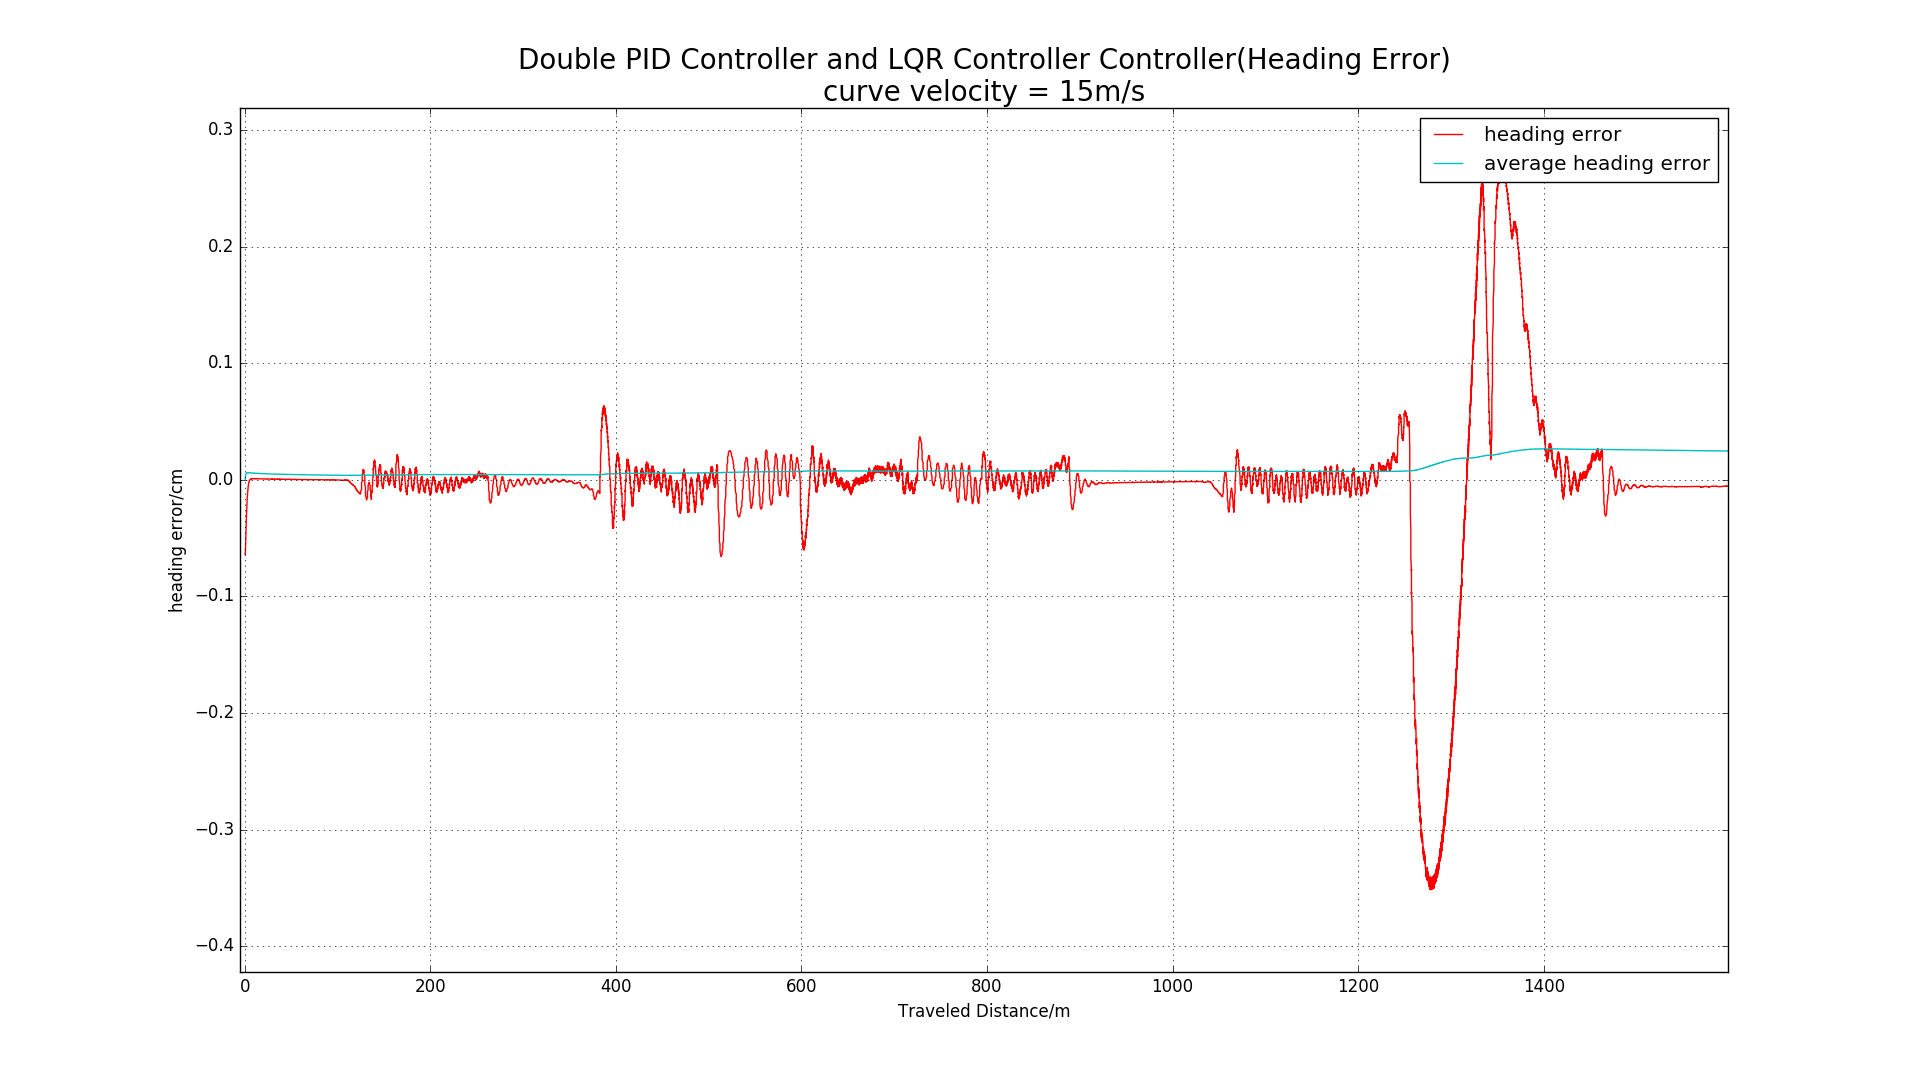 Double PID Controller and LQR Controller Controller(Heading Error)
curve velocity = 15m/s
heading error
average heading error
0.3
0.2
0.1
0.0
−0.1
−0.2
−0.3
−0.4
heading error/cm
0 200 400 600 800 1000 1200 1400
Traveled Distance/m